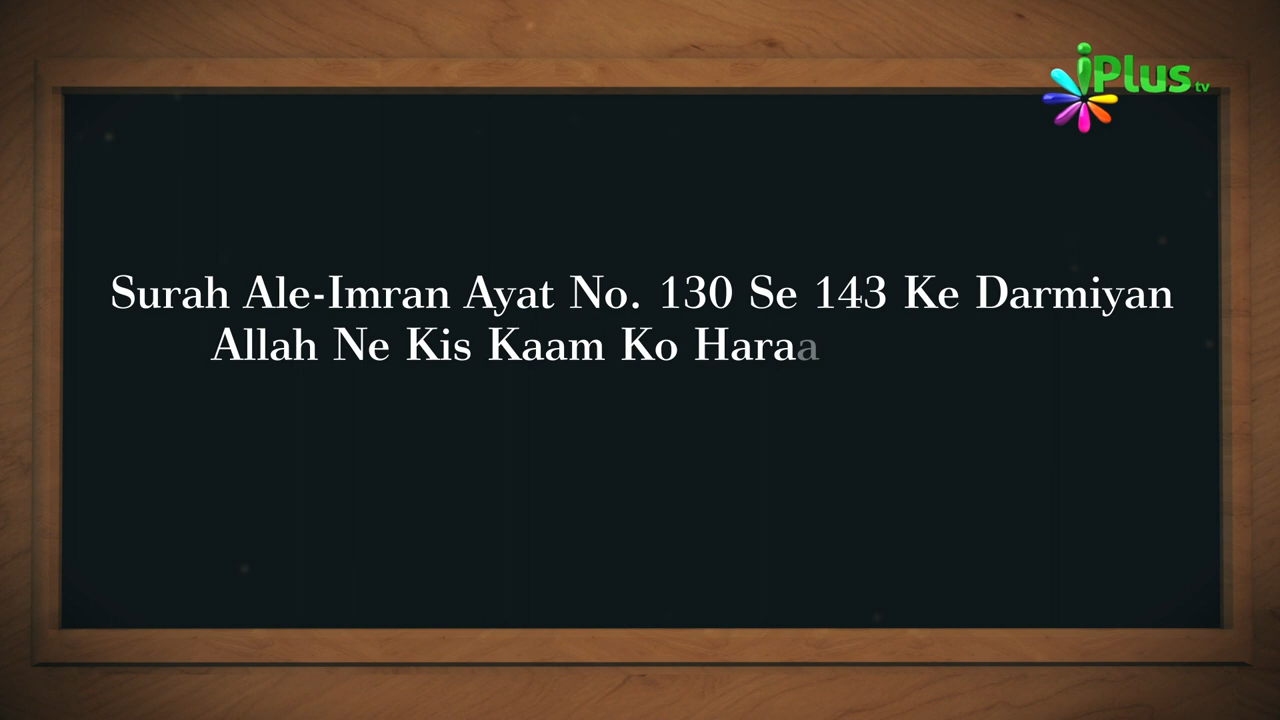 iPlus tv
Surah Ale-Imran Ayat No. 130 Se 143 Ke Darmiyan
Allah Ne Kis Kaam Ko Haraa